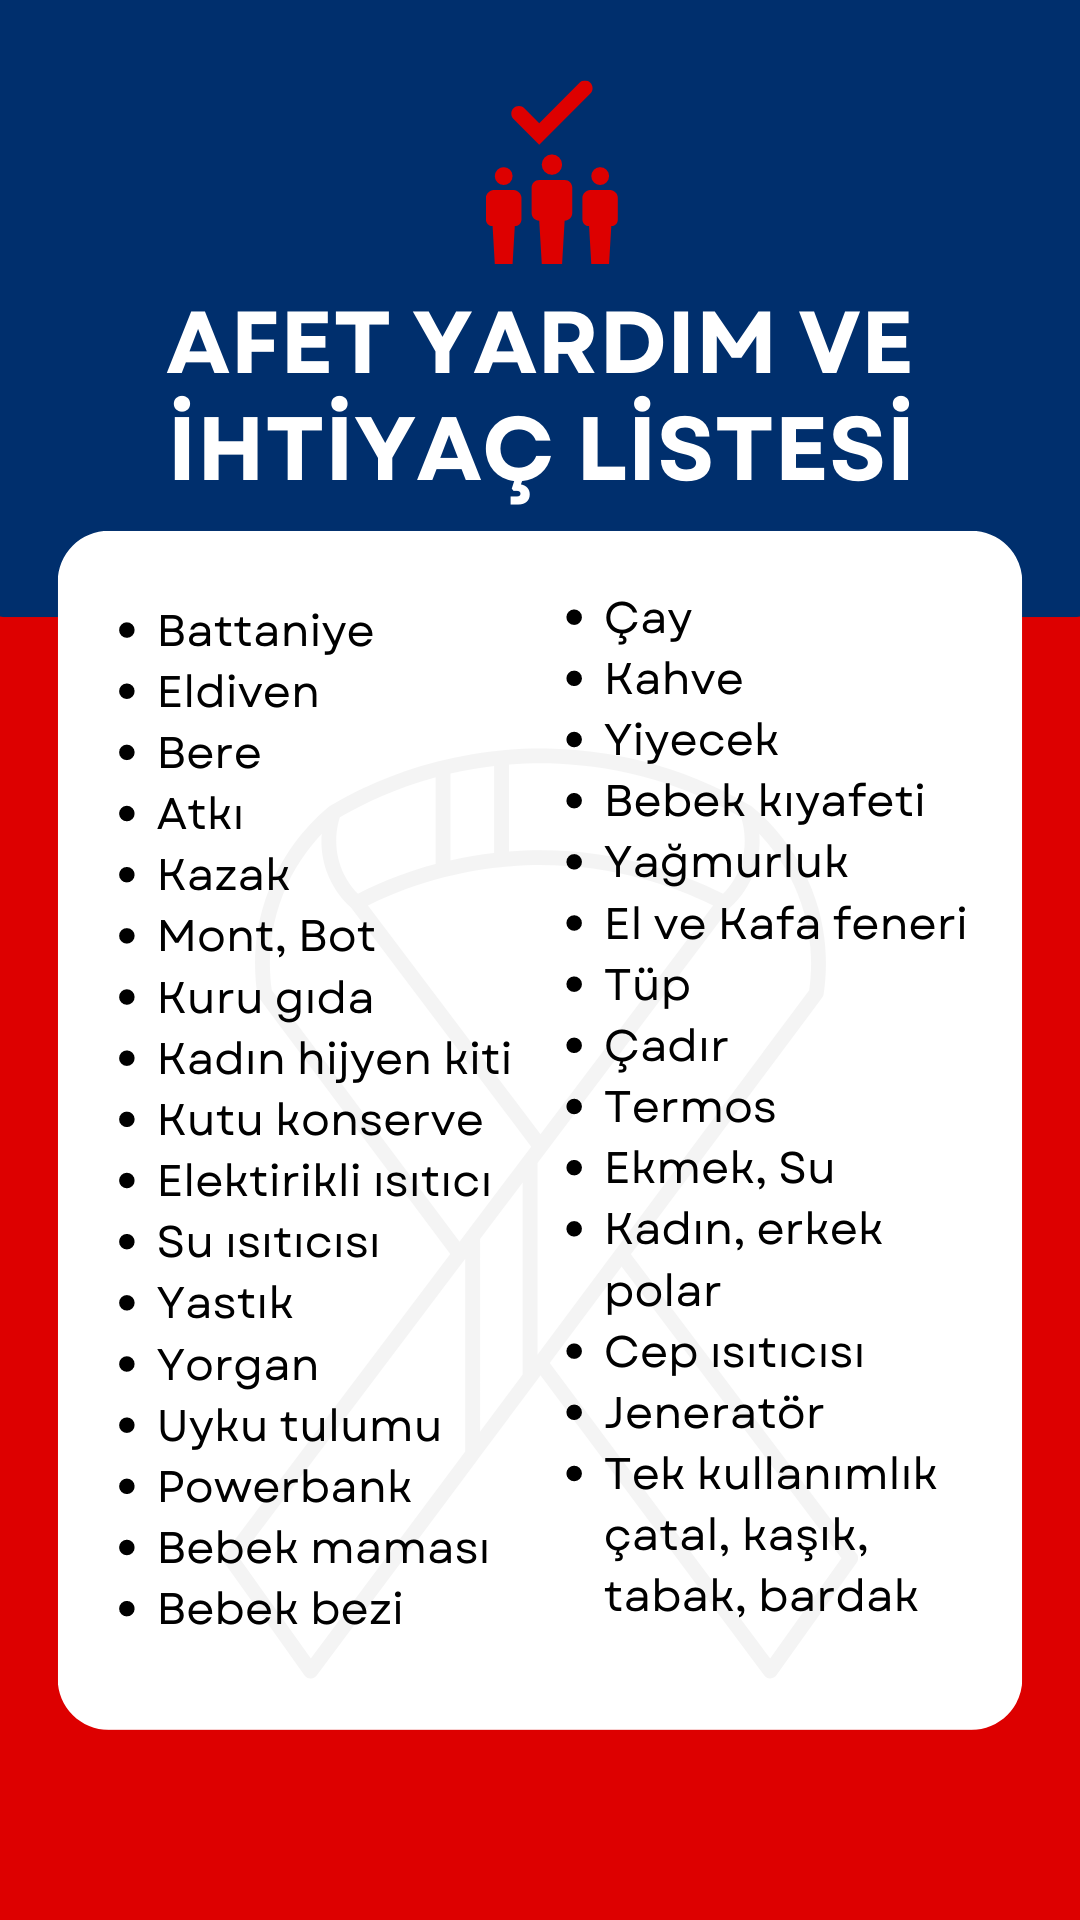 AFET YARDIM VE
İHTİYAÇ LİSTESİ
• Battaniye
• Eldiven
• Bere
• Atkı
• Kazak
• Mont, Bot
• Kuru gıda
• Kadın hijyen kiti
• Kutu konserve
• Elektirikli ısıtıcı
• Su ısıtıcısı
• Yastık
• Yorgan
• Uyku tulumu
• Powerbank
• Bebek maması
• Bebek bezi
• Çay
• Kahve
• Yiyecek
• Bebek kıyafeti
• Yağmurluk
• El ve Kafa feneri
• Tüp
• Çadır
• Termos
• Ekmek, Su
• Kadın, erkek
polar
• Cep ısıtıcısı
• Jeneratör
• Tek kullanımlık
çatal, kaşık,
tabak, bardak